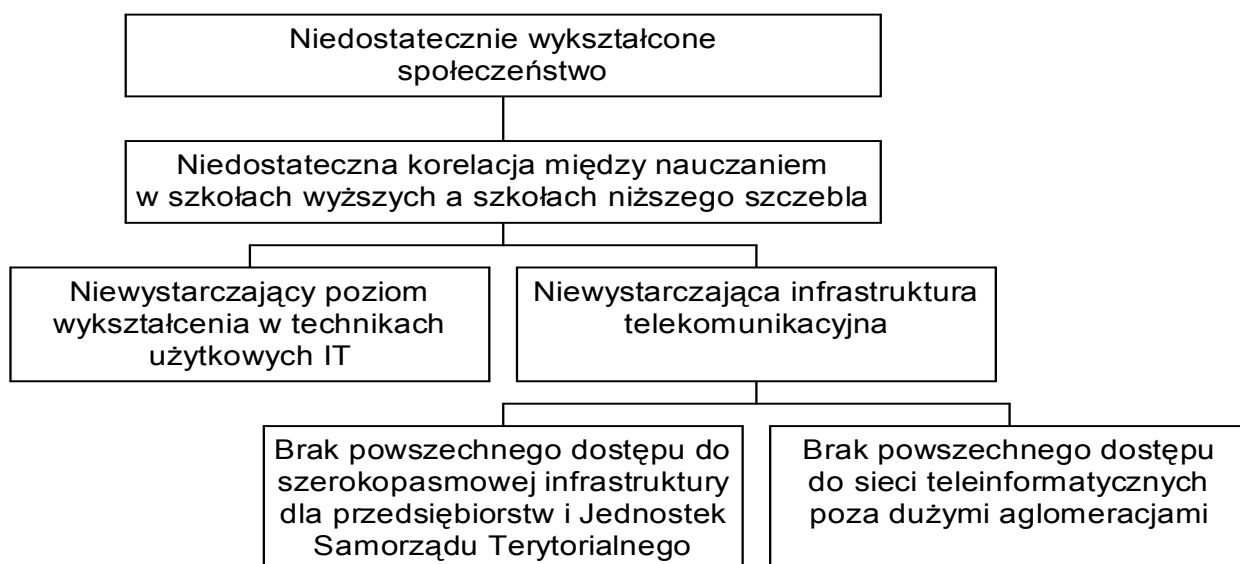 Niedostatecznie wykształcone
społeczeństwo
Niedostateczna korelacja między nauczaniem
w szkołach wyższych a szkołach niższego szczebla
Niewystarczający poziom
wykształcenia w technikach
użytkowych IT
Niewystarczająca infrastruktura
telekomunikacyjna
Brak powszechnego dostępu do
szerokopasmowej infrastruktury
dla przedsiębiorstw i Jednostek
Samorządu Terytorialnego
Brak powszechnego dostępu
do sieci teleinformatycznych
poza dużymi aglomeracjami